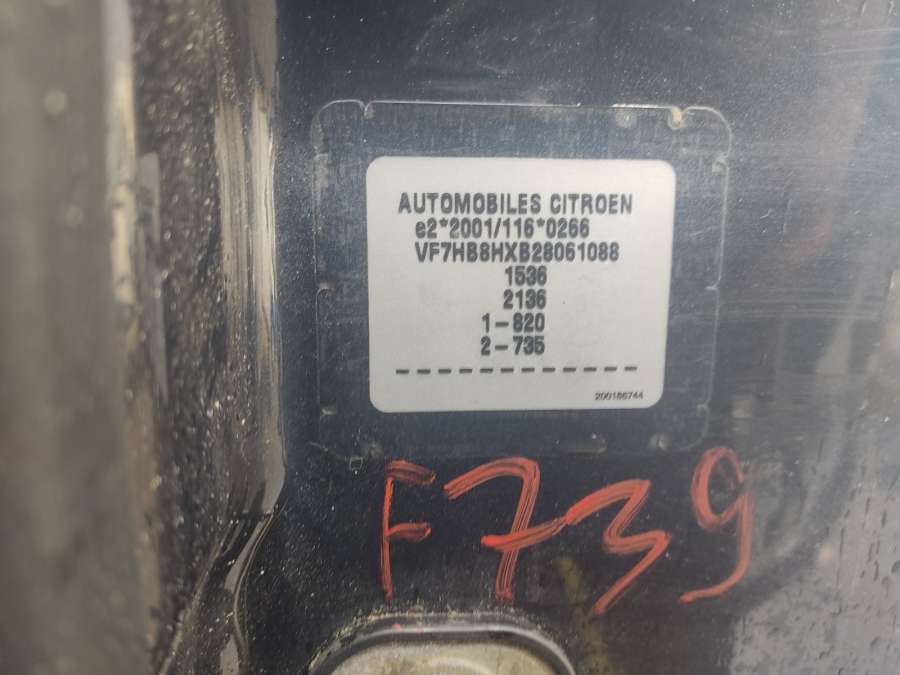 AUTOMOBILES CITROEN
e2*2001/116*0266
VF7HB8HXB28061088
1536
2136
1-820
2-735
200186744
F739